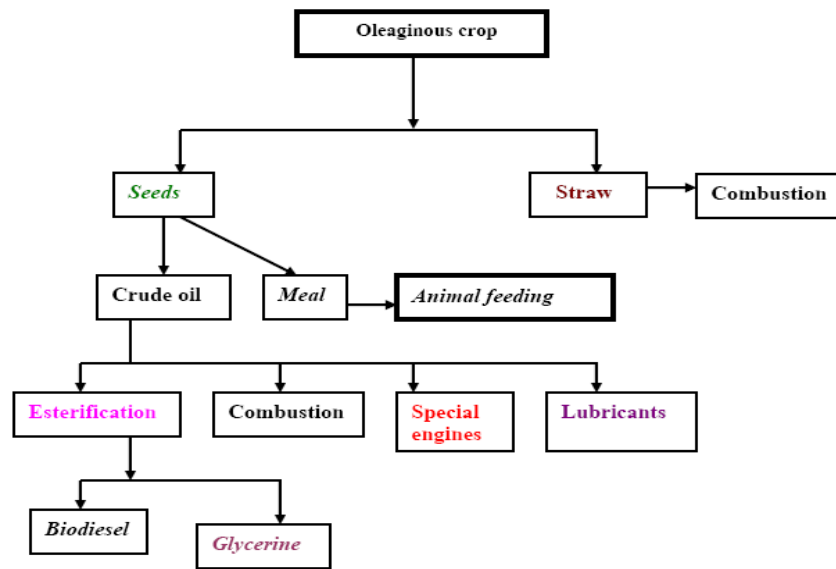 Oleaginous crop
Seeds
Straw
Combustion
Crude oil
Meal
Animal feeding
Esterification
Combustion
Special
engines
Lubricants
Biodiesel
Glycerine